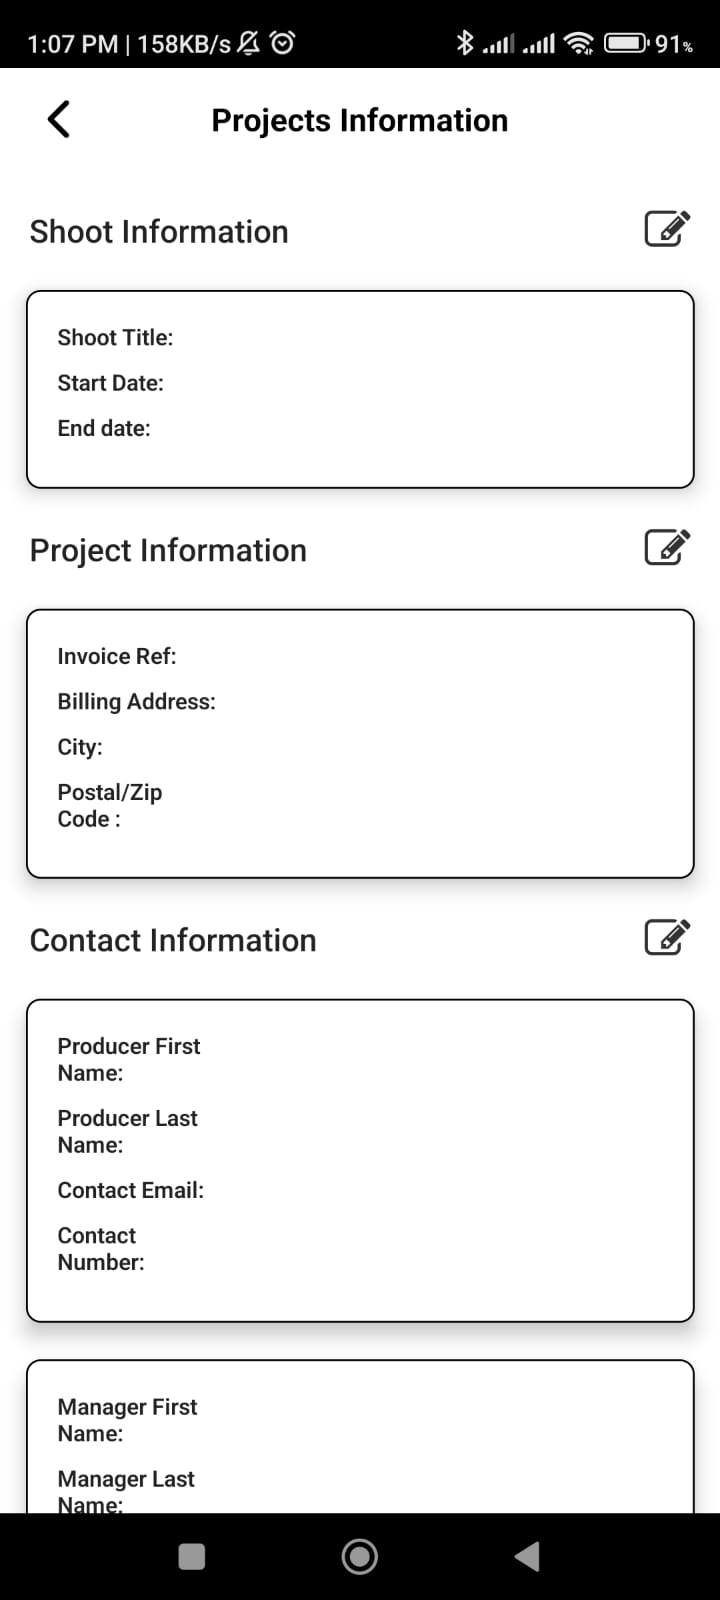 1:07 PM | 158KB/s 91%
Projects Information
Shoot Information
Shoot Title:
Start Date:
End date:
Project Information
Invoice Ref:
Billing Address:
City:
Postal/Zip
Code :
Contact Information
Producer First
Name:
Producer Last
Name:
Contact Email:
Contact
Number:
Manager First
Name:
Manager Last
Name: